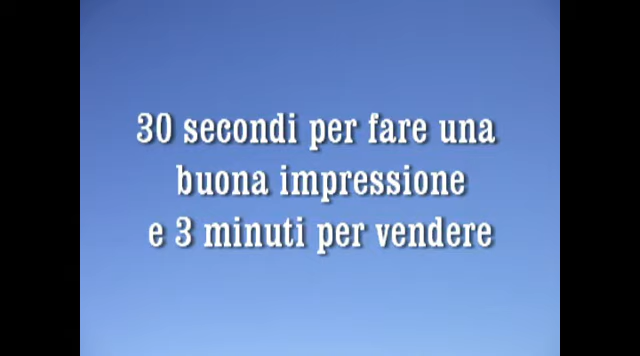 30 secondi per fare una
buona impressione
e 3 minuti per vendere